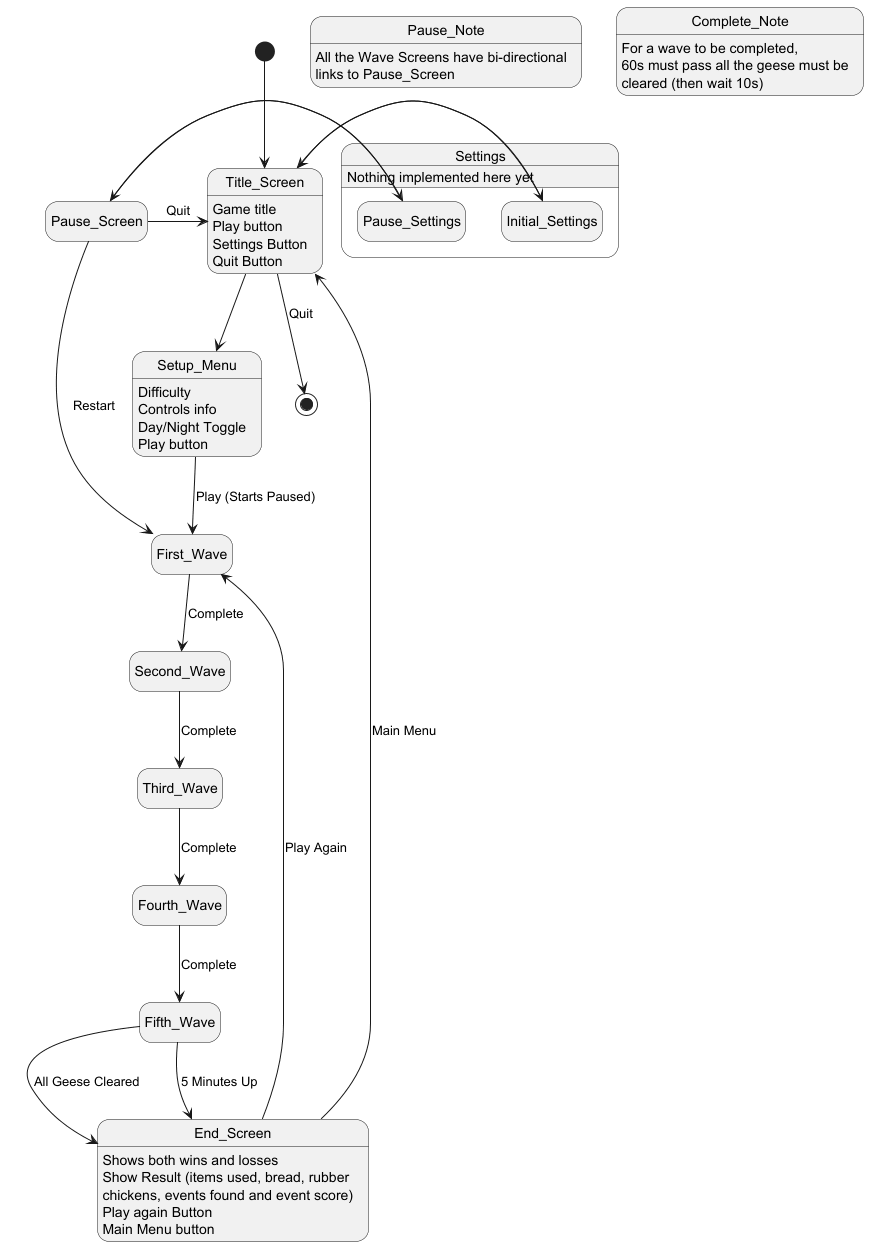 Pause_Note
All the Wave Screens have bi-directional
links to Pause_Screen
Complete_Note
For a wave to be completed,
60s must pass all the geese must be
cleared (then wait 10s)
Settings
Nothing implemented here yet
Pause_Settings
Initial_Settings
Title_Screen
Game title
Play button
Settings Button
Quit Button
Pause_Screen
Quit
Quit
Setup_Menu
Difficulty
Controls info
Day/Night Toggle
Play button
Restart
Play (Starts Paused)
First_Wave
Complete
Second_Wave
Complete
Main Menu
Third_Wave
Complete
Play Again
Fourth_Wave
Complete
Fifth_Wave
All Geese Cleared
5 Minutes Up
End_Screen
Shows both wins and losses
Show Result (items used, bread, rubber
chickens, events found and event score)
Play again Button
Main Menu button